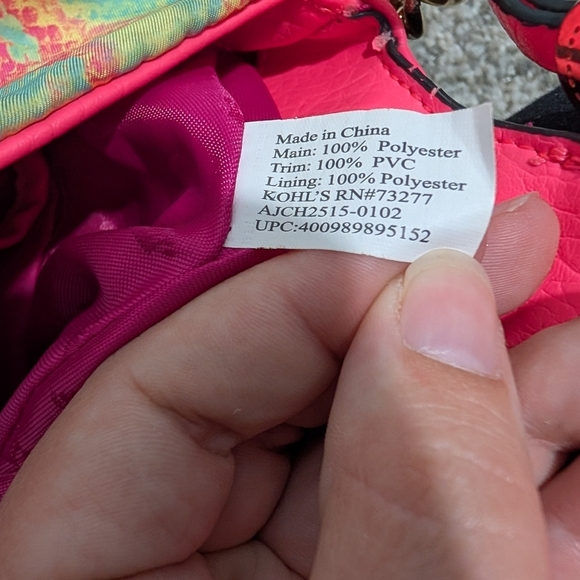 Made in China
Main: 100% Polyester
Trim: 100% PVC
Lining: 100% Polyester
KOHL'S RN#73277
AJCH2515-0102
UPC:400989895152